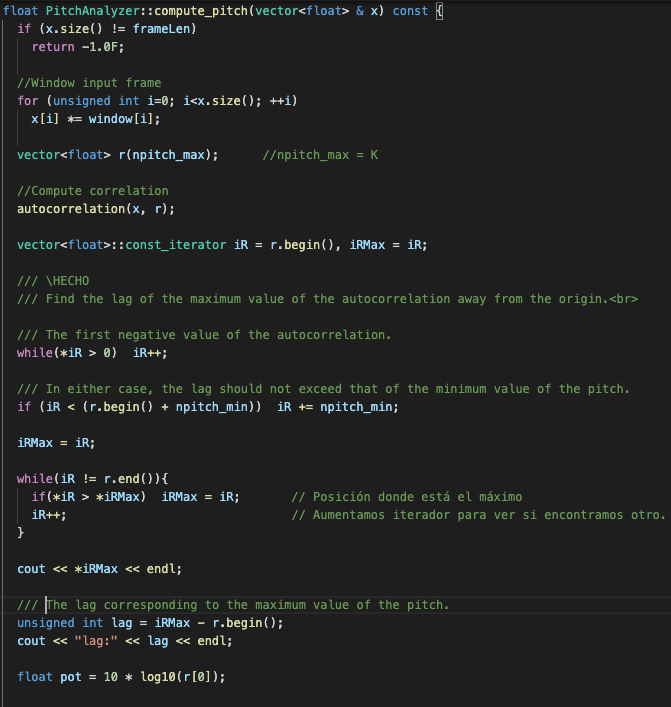 float PitchAnalyzer::compute_pitch(vector<float> & x) const {
  if (x.size() != frameLen)
    return -1.0F;

  //Window input frame
  for (unsigned int i=0; i<x.size(); ++i)
    x[i] *= window[i];

  vector<float> r(npitch_max);      //npitch_max = K

  //Compute correlation
  autocorrelation(x, r);

  vector<float>::const_iterator iR = r.begin(), iRMax = iR;

  /// \HECHO
  /// Find the lag of the maximum value of the autocorrelation away from the origin.<br>

  /// The first negative value of the autocorrelation.
  while(*iR > 0)  iR++;

  /// In either case, the lag should not exceed that of the minimum value of the pitch.
  if (iR < (r.begin() + npitch_min))  iR += npitch_min;

  iRMax = iR;

  while(iR != r.end()){
    if(*iR > *iRMax)  iRMax = iR;      // Posición donde está el máximo
    iR++;                              // Aumentamos iterador para ver si encontramos otro.
  }

  cout << *iRMax << endl;

  /// The lag corresponding to the maximum value of the pitch.
  unsigned int lag = iRMax - r.begin();
  cout << "lag:" << lag << endl;

  float pot = 10 * log10(r[0]);